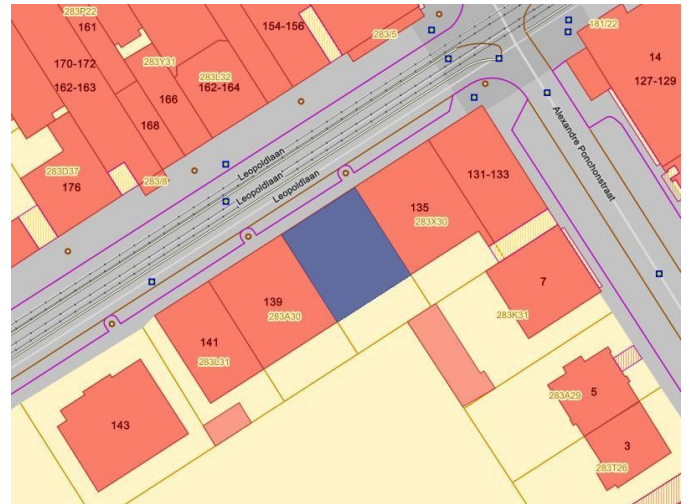 283P22
161
154-156
283/5
181/22
170-172
162-163
283Y31
283L32
162-164
166
168
14
127-129
283D37
176
283/8
Leopoldlaan
Leopoldlaan
Leopoldlaan
Alexandre Ponchonstraat
131-133
135
283X30
139
283A30
141
283L31
7
283K31
143
283A29
5
3
283T26